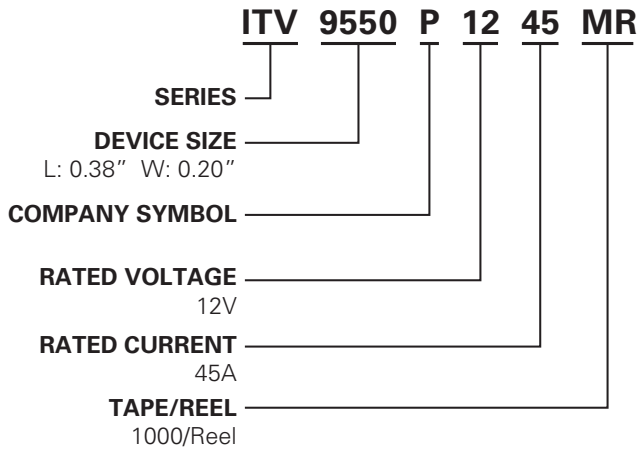 ITV 9550 P 12 45 MR
SERIES
DEVICE SIZE
L: 0.38” W: 0.20”
COMPANY SYMBOL
RATED VOLTAGE
12V
RATED CURRENT
45A
TAPE/REEL
1000/Reel